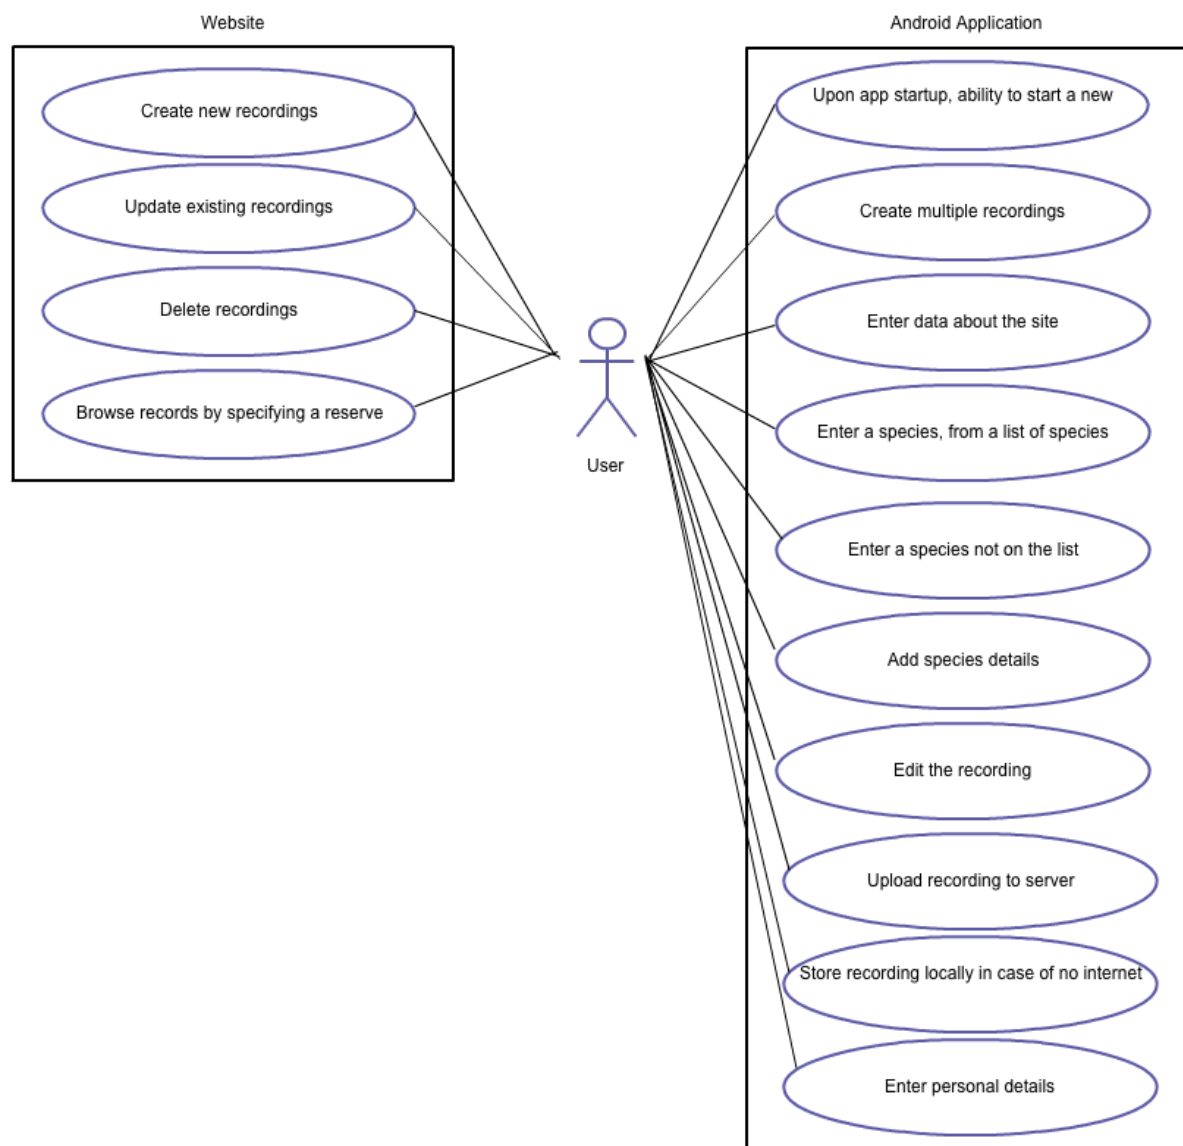 Website
Create new recordings
Update existing recordings
Delete recordings
Browse records by specifying a reserve
User
Android Application
Upon app startup, ability to start a new
Create multiple recordings
Enter data about the site
Enter a species, from a list of species
Enter a species not on the list
Add species details
Edit the recording
Upload recording to server
Store recording locally in case of no internet
Enter personal details